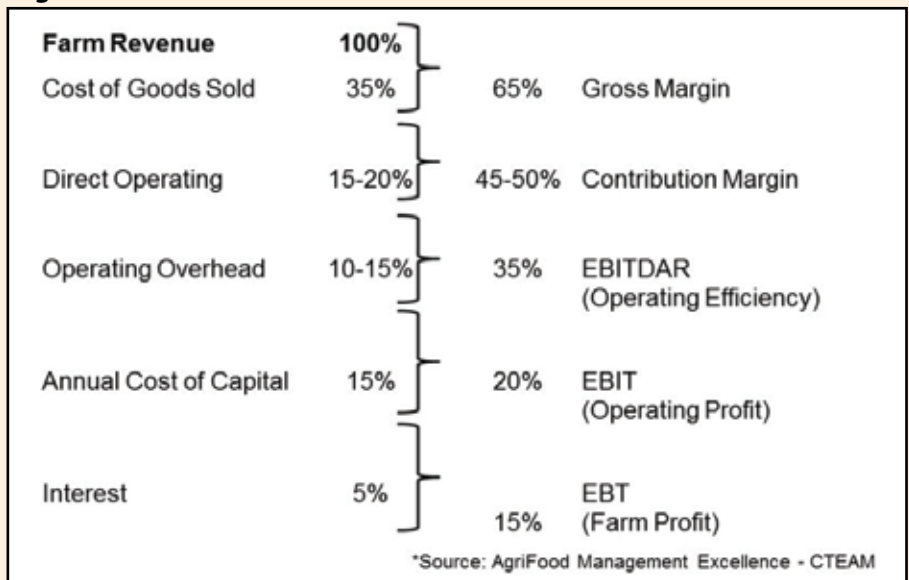 Farm Revenue 100%
Cost of Goods Sold 35% 65% Gross Margin
Direct Operating 15-20% 45-50% Contribution Margin
Operating Overhead 10-15% 35% EBITDAR
(Operating Efficiency)
Annual Cost of Capital 15% 20% EBIT
(Operating Profit)
Interest 5% EBT
15% (Farm Profit)
*Source: AgriFood Management Excellence - CTEAM